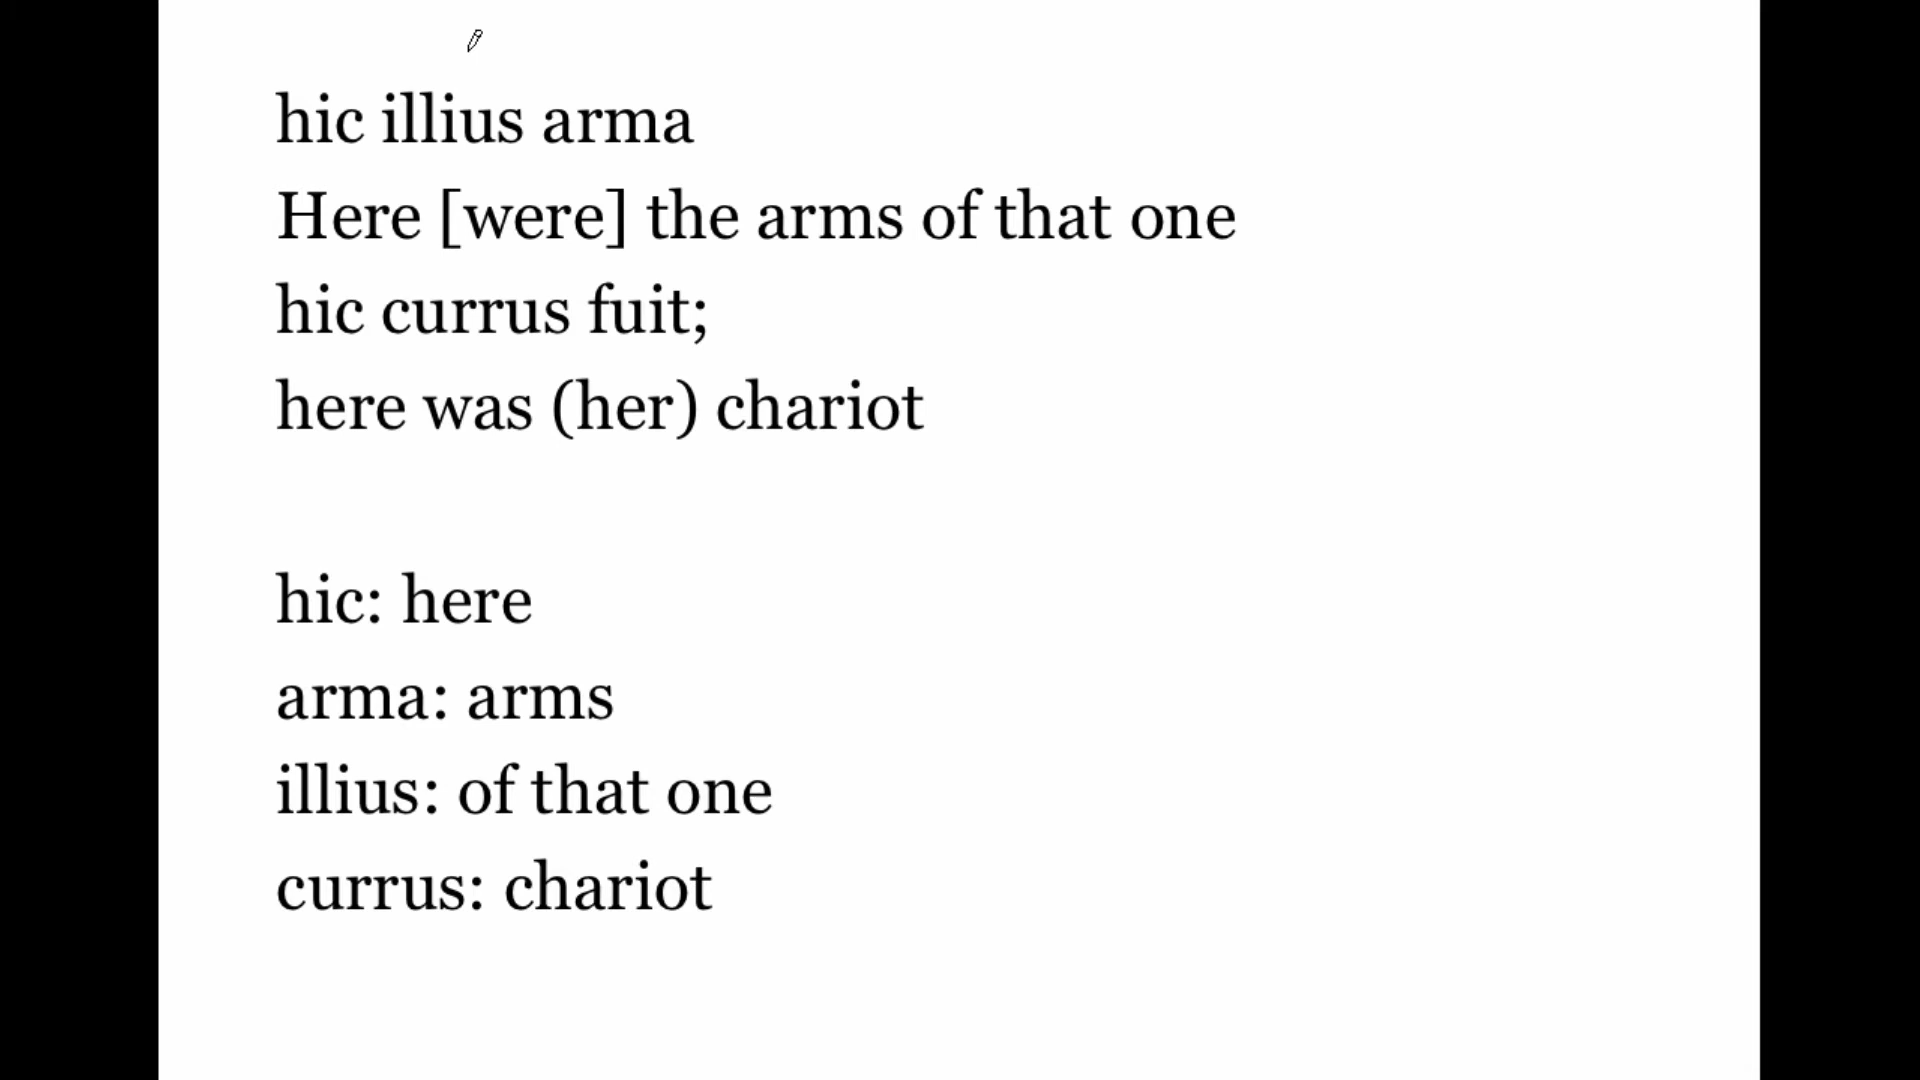 hic illius arma
Here [were] the arms of that one
hic currus fuit;
here was (her) chariot
hic: here
arma: arms
illius: of that one
currus: chariot